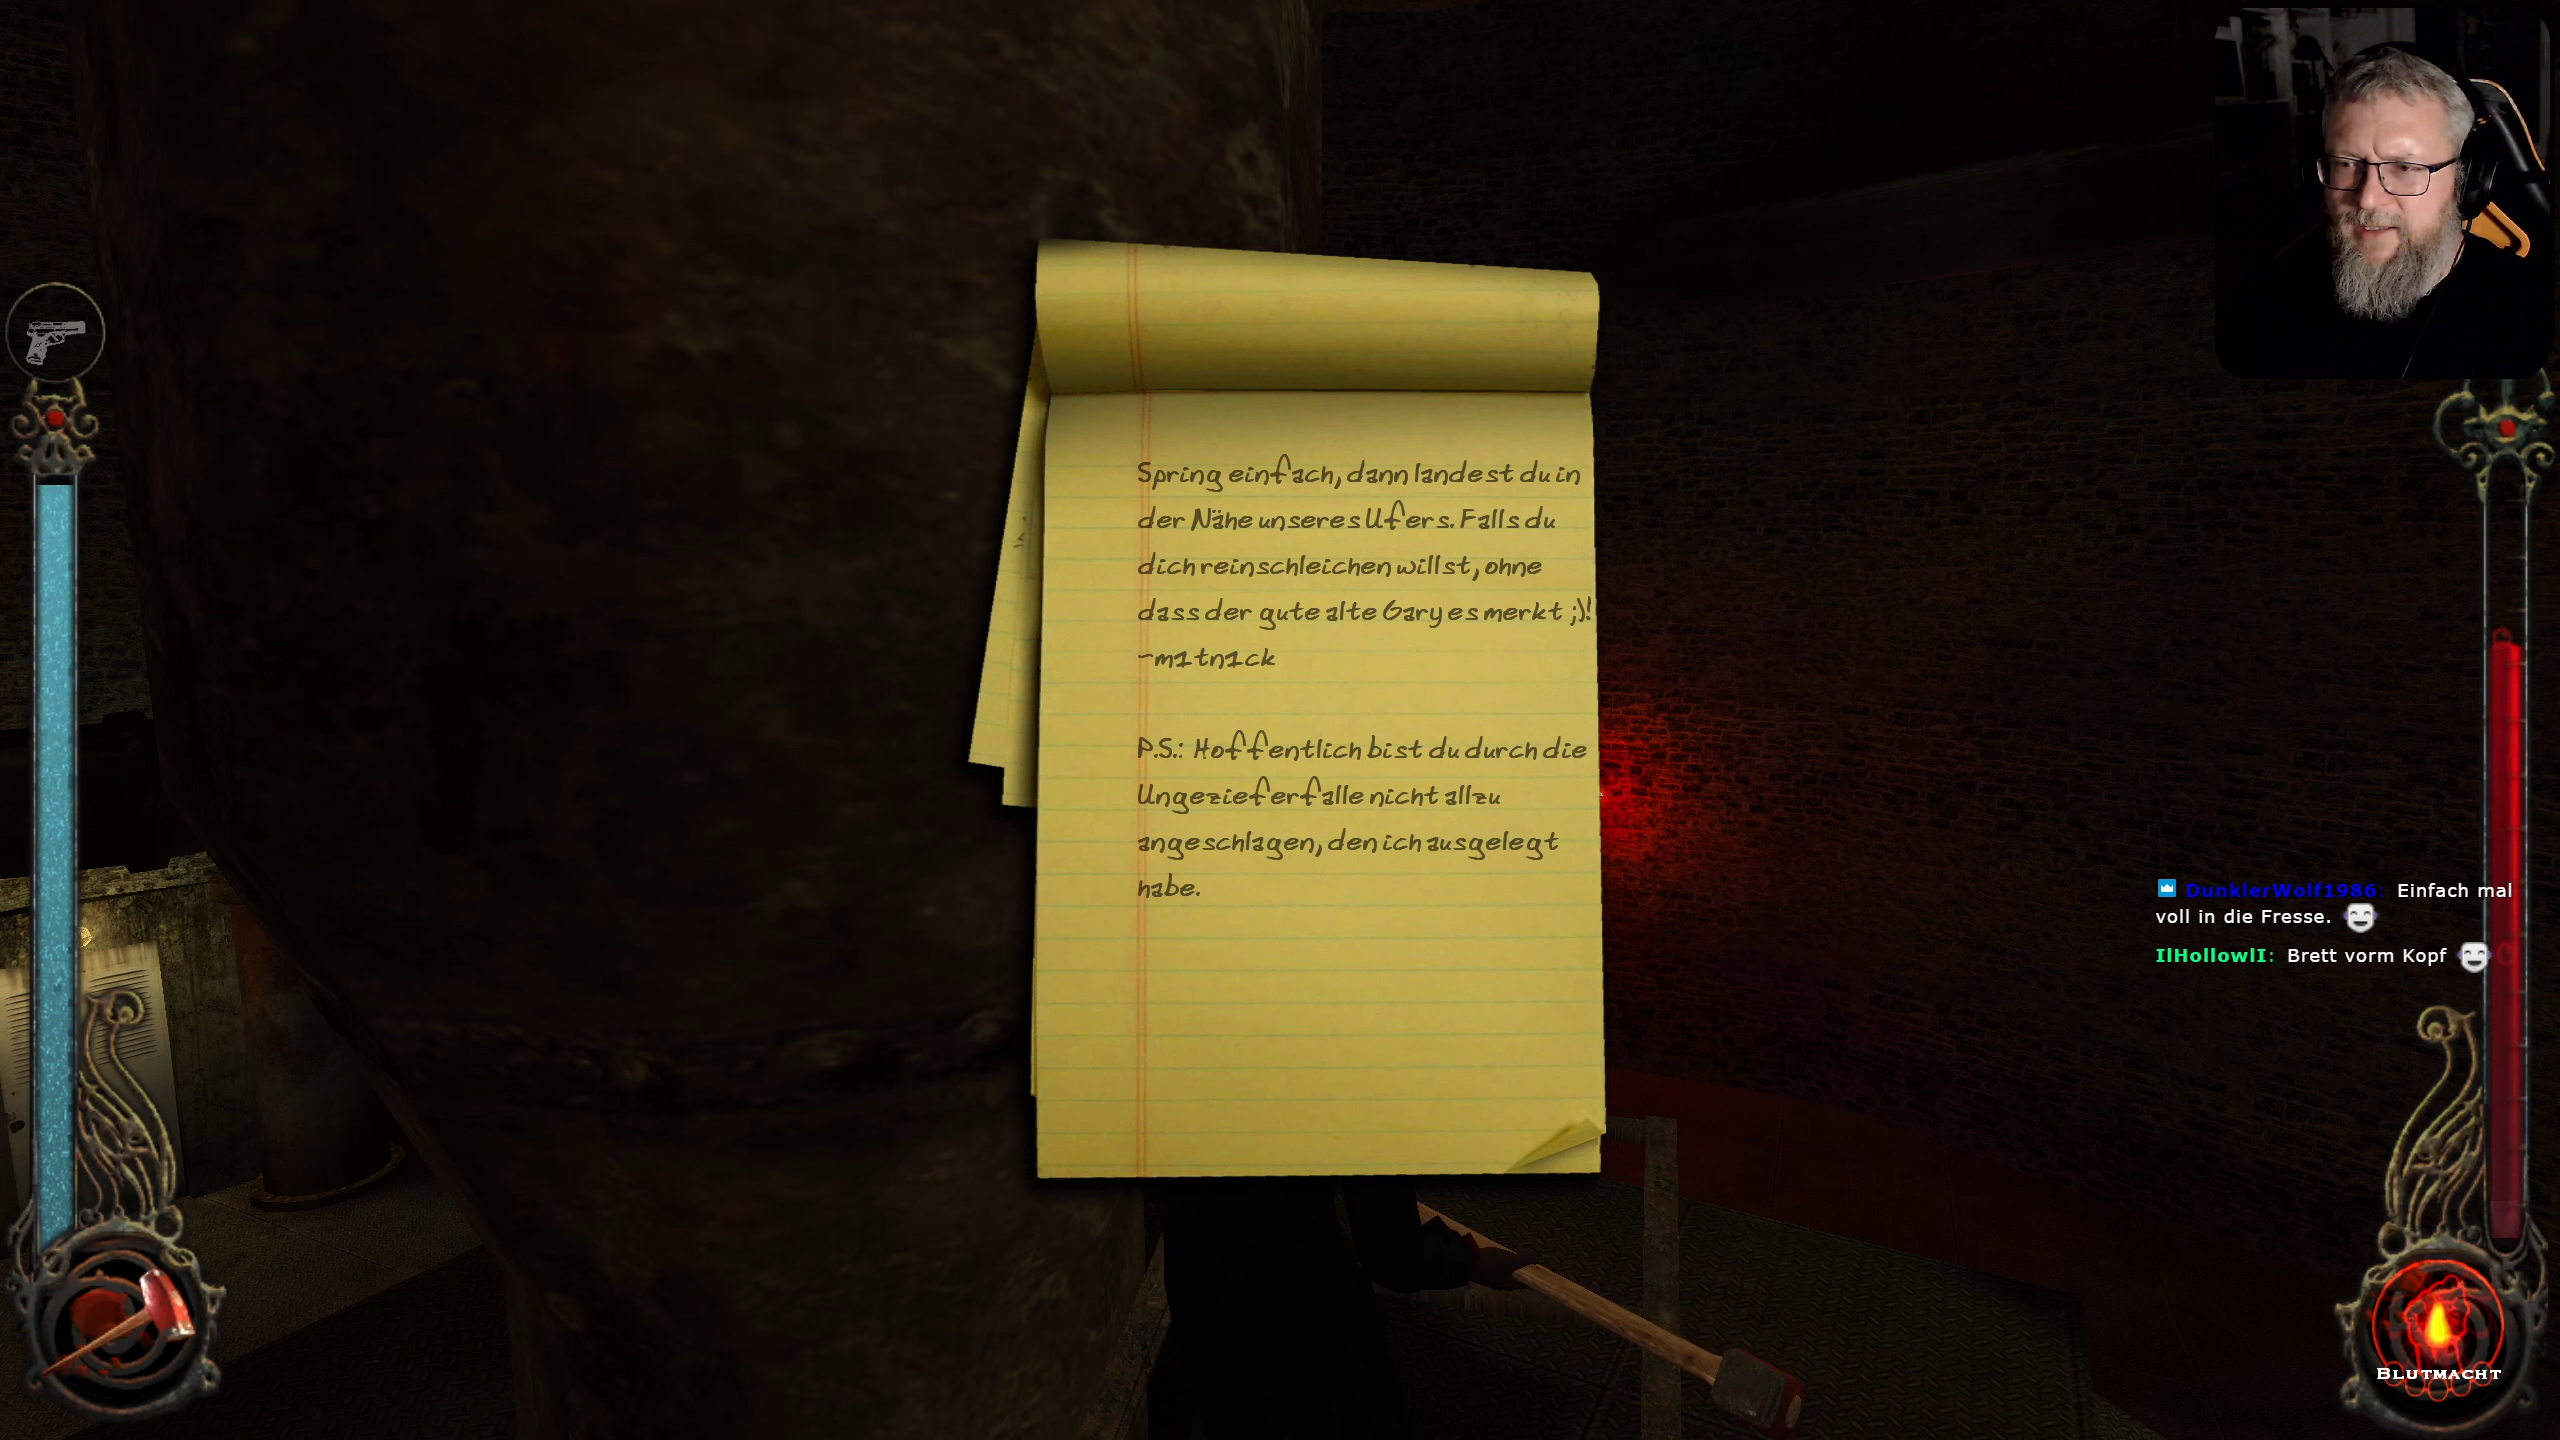 Spring einfach, dann landest du in
der Nähe unseres Ufers. Falls du
dich reinschleichen willst, ohne
dass der gute alte Gary es merkt ;)!
~m1tn1ck
P.S.: Hoffentlich bist du durch die
Ungezieferfalle nicht allzu
angeschlagen, den ich ausgelegt
habe.
DunklerWolf1986: Einfach mal
voll in die Fresse.
IlHollowlI: Brett vorm Kopf
BLUTMACHT